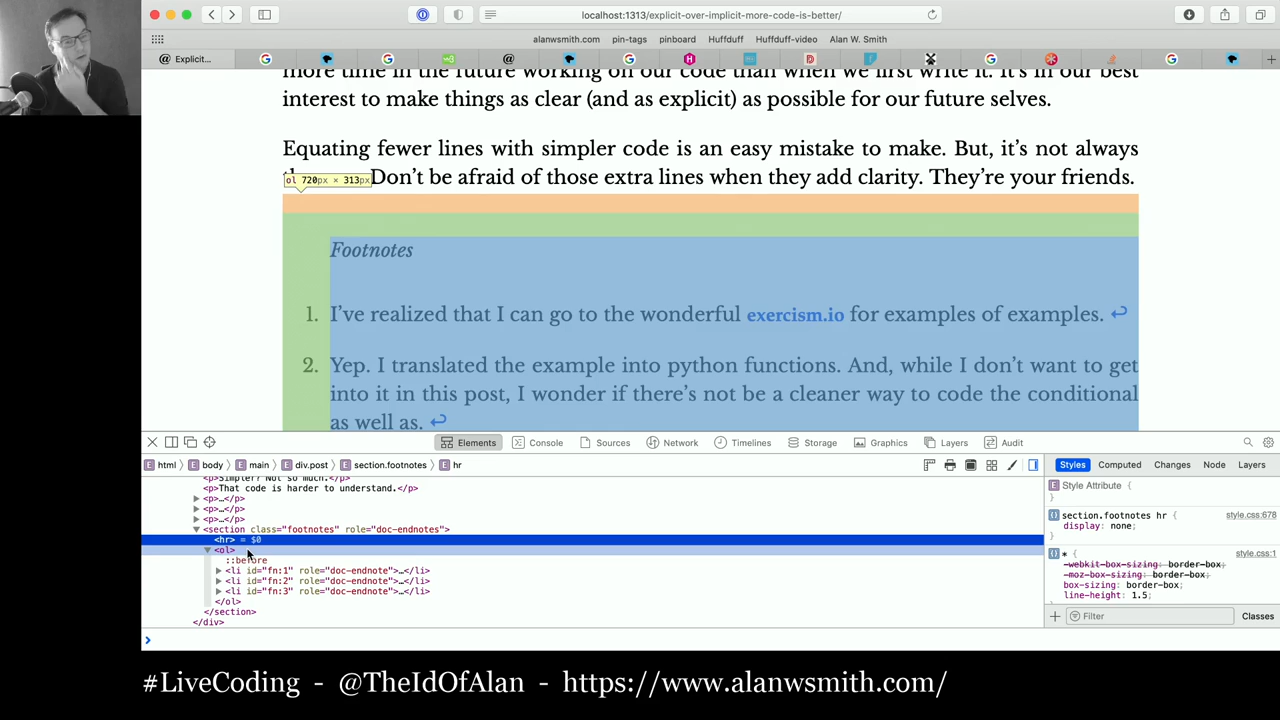 localhost:1313/explicit-over-implicit-more-code-is-better/
alanwsmith.com pin-tags pinboard Huffduff Huffduff-video Alan W. Smith
Explicit...
more time in the future working on our code than when we first write it. It's in our best
interest to make things as clear (and as explicit) as possible for our future selves.
Equating fewer lines with simpler code is an easy mistake to make. But, it's not always
Don't be afraid of those extra lines when they add clarity. They're your friends.
ol 720px × 313px
Footnotes
1. I've realized that I can go to the wonderful exercism.io for examples of examples. ↩
2. Yep. I translated the example into python functions. And, while I don't want to get
into it in this post, I wonder if there's not be a cleaner way to code the conditional
as well as. ↩
Elements Console Sources Network Timelines Storage Graphics Layers Audit
E html E body E main E div.post E section.footnotes E hr
Styles Computed Changes Node Layers
<p>Simpler? Not so much.</p>
<p>That code is harder to understand.</p>
<p>…</p>
<p>…</p>
<p>…</p>
<section class="footnotes" role="doc-endnotes">
<hr> = $0
<ol>
::before
<li id="fn:1" role="doc-endnote">…</li>
<li id="fn:2" role="doc-endnote">…</li>
<li id="fn:3" role="doc-endnote">…</li>
</ol>
</section>
</div>
E Style Attribute {
}
section.footnotes hr { style.css:678
display: none;
}
* { style.css:1
-webkit-box-sizing: border-box;
-moz-box-sizing: border-box;
box-sizing: border-box;
line-height: 1.5;
Filter Classes
#LiveCoding - @TheIdOfAlan - https://www.alanwsmith.com/